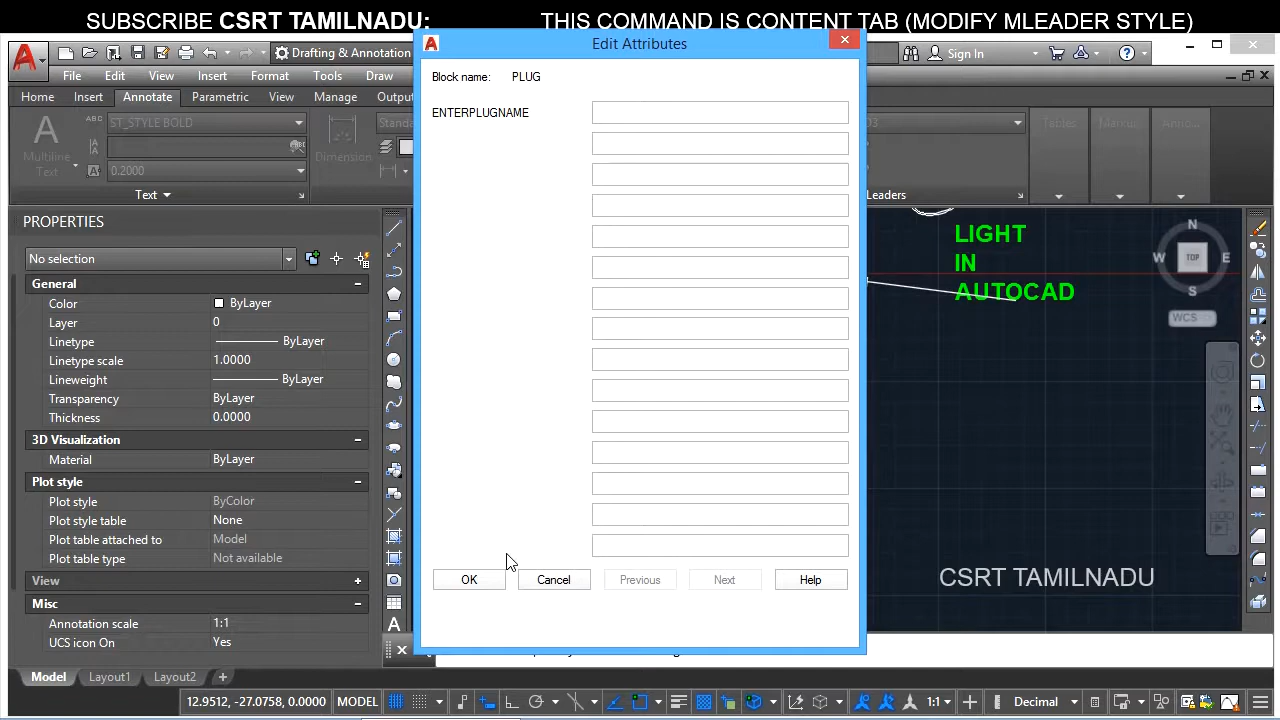 SUBSCRIBE CSRT TAMILNADU: THIS COMMAND IS CONTENT TAB (MODIFY MLEADER STYLE)
Edit Attributes
Drafting & Annotation
Sign In
File Edit View Insert Format Tools Draw
Home Insert Annotate Parametric View Manage Output
Block name: PLUG
ENTERPLUGNAME
ABC ST_STYLE BOLD
Multiline
Text
0.2000
Dimension
Tables
Text
Leaders
PROPERTIES
No selection
General
Color ByLayer
Layer 0
Linetype ByLayer
Linetype scale 1.0000
Lineweight ByLayer
Transparency ByLayer
Thickness 0.0000
3D Visualization
Material ByLayer
Plot style
Plot style ByColor
Plot style table None
Plot table attached to Model
Plot table type Not available
View
Misc
Annotation scale 1:1
UCS icon On Yes
LIGHT
IN
AUTOCAD
N
W TOP E
S
WCS
CSRT TAMILNADU
OK Cancel Previous Next Help
Model Layout1 Layout2
12.9512, -27.0758, 0.0000 MODEL 1:1 Decimal